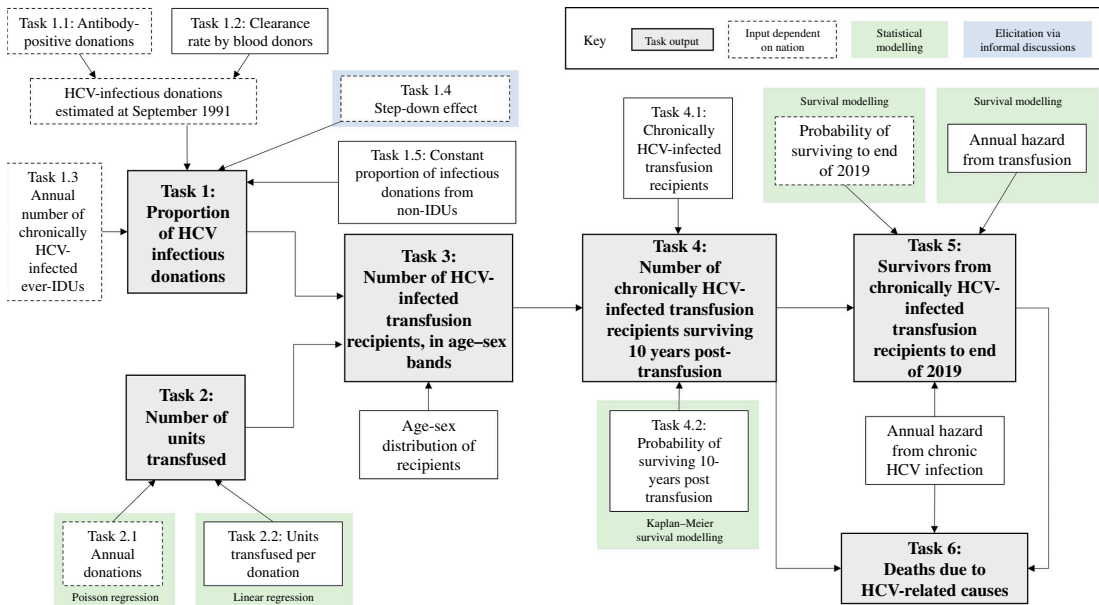 Task 1.1: Antibody-
positive donations
Task 1.2: Clearance
rate by blood donors
HCV-infectious donations
estimated at September 1991
Task 1.4
Step-down effect
Task 1.3
Annual
number of
chronically
HCV-
infected
ever-IDUs
Task 1:
Proportion
of HCV
infectious
donations
Task 1.5: Constant
proportion of infectious
donations from
non-IDUs
Key
Task output
Input dependent
on nation
Statistical
modelling
Elicitation via
informal discussions
Task 2:
Number of
units
transfused
Task 2.1
Annual
donations
Poisson regression
Task 2.2: Units
transfused per
donation
Linear regression
Task 3:
Number of HCV-
infected
transfusion
recipients, in age–sex
bands
Age-sex
distribution of
recipients
Task 4.1:
Chronically
HCV-infected
transfusion
recipients
Task 4:
Number of
chronically HCV-
infected transfusion
recipients surviving
10 years post-
transfusion
Task 4.2:
Probability of
surviving 10-
years post
transfusion
Kaplan–Meier
survival modelling
Survival modelling
Probability of
surviving to end
of 2019
Survival modelling
Annual hazard
from transfusion
Task 5:
Survivors from
chronically HCV-
infected
transfusion
recipients to end
of 2019
Annual hazard
from chronic
HCV infection
Task 6:
Deaths due to
HCV-related causes